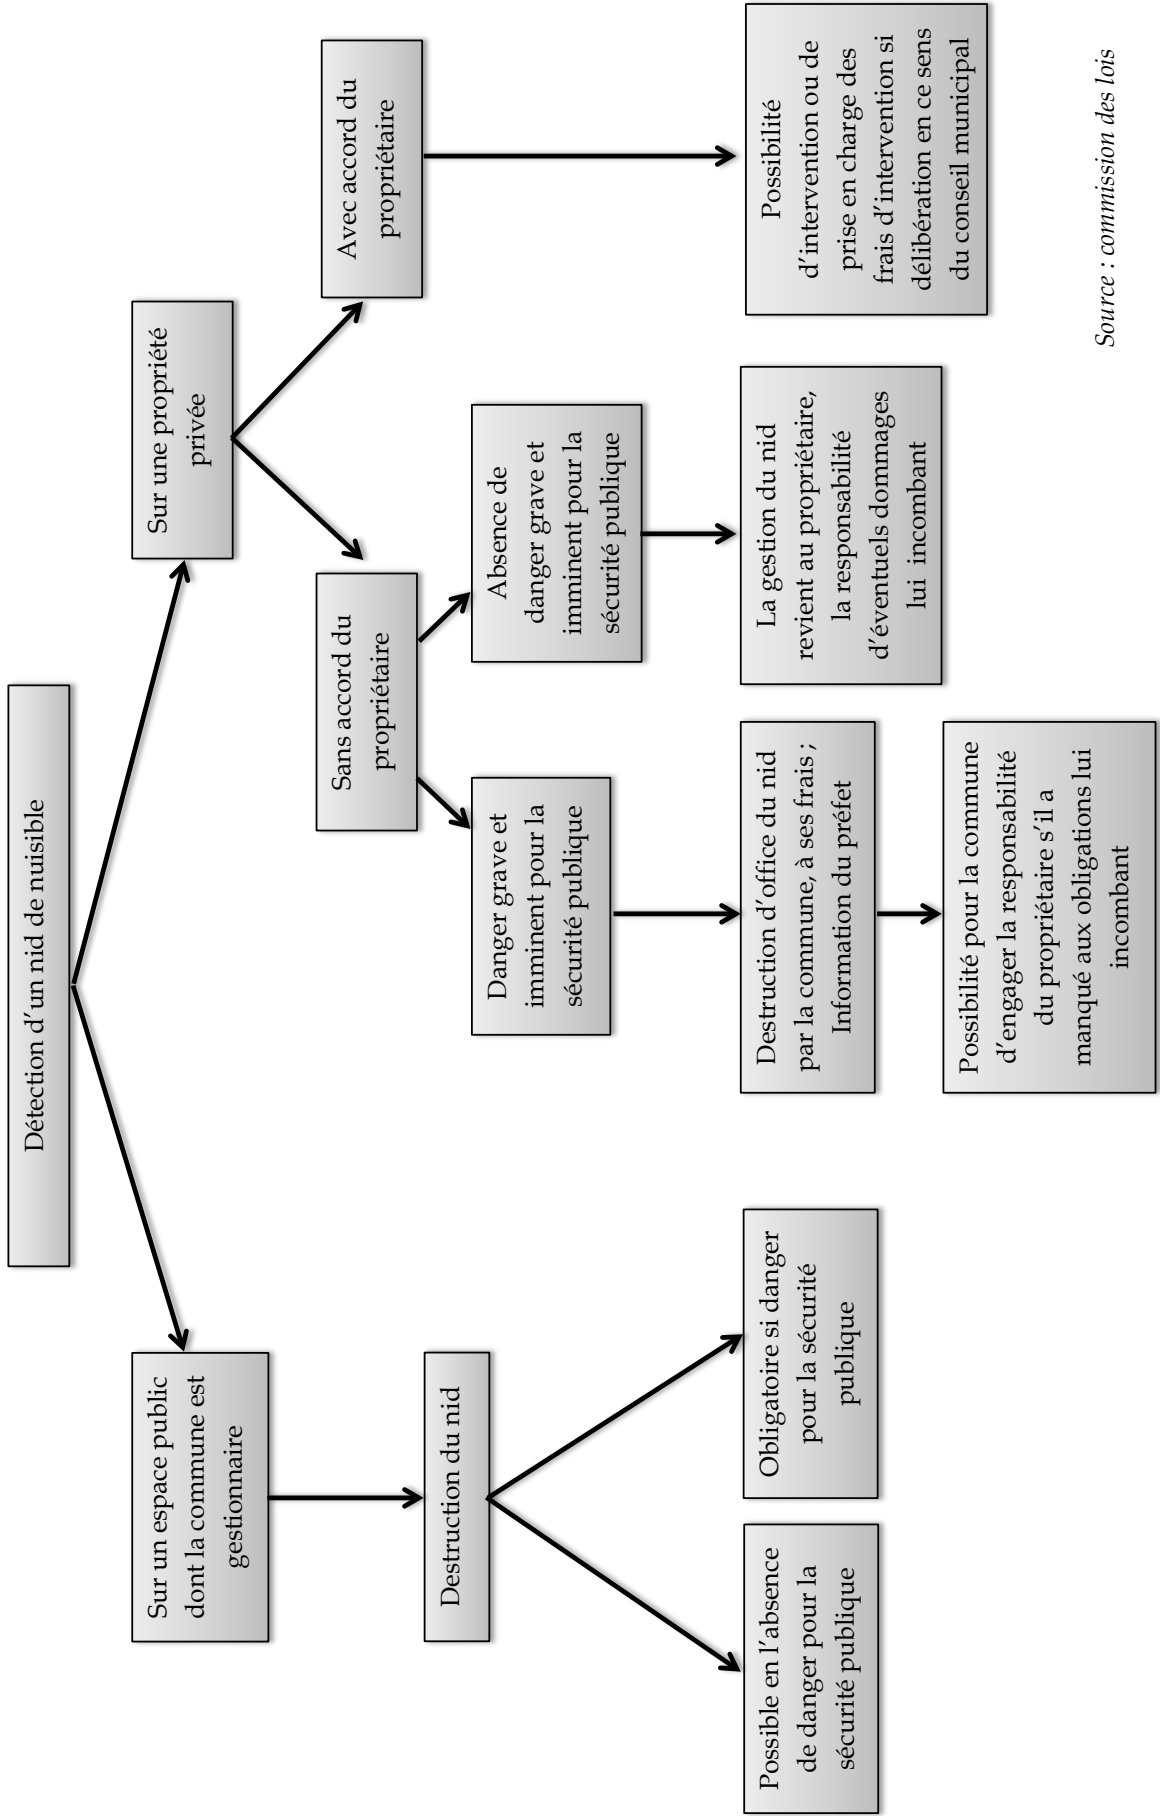 Détection d'un nid de nuisible
Sur un espace public
dont la commune est
gestionnaire
Sur une propriété
privée
Destruction du nid
Sans accord du
propriétaire
Avec accord du
propriétaire
Danger grave et
imminent pour la
sécurité publique
Absence de
danger grave et
imminent pour la
sécurité publique
Possible en l'absence
de danger pour la
sécurité publique
Obligatoire si danger
pour la sécurité
publique
Destruction d'office du nid
par la commune, à ses frais ;
Information du préfet
La gestion du nid
revient au propriétaire,
la responsabilité
d'éventuels dommages
lui incombant
Possibilité
d'intervention ou de
prise en charge des
frais d'intervention si
délibération en ce sens
du conseil municipal
Possibilité pour la commune
d'engager la responsabilité
du propriétaire s'il a
manqué aux obligations lui
incombant
Source : commission des lois